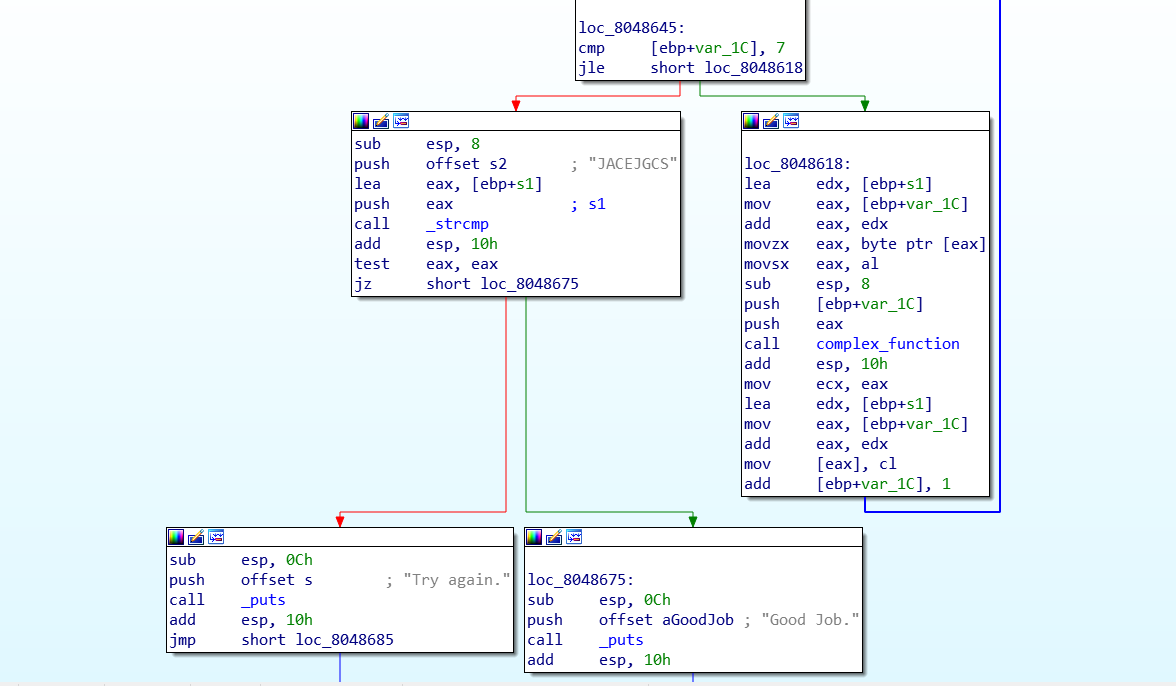 loc_8048645:
cmp [ebp+var_1C], 7
jle short loc_8048618
sub esp, 8
push offset s2 ; "JACEJGCS"
lea eax, [ebp+s1]
push eax ; s1
call _strcmp
add esp, 10h
test eax, eax
jz short loc_8048675
loc_8048618:
lea edx, [ebp+s1]
mov eax, [ebp+var_1C]
add eax, edx
movzx eax, byte ptr [eax]
movsx eax, al
sub esp, 8
push [ebp+var_1C]
push eax
call complex_function
add esp, 10h
mov ecx, eax
lea edx, [ebp+s1]
mov eax, [ebp+var_1C]
add eax, edx
mov [eax], cl
add [ebp+var_1C], 1
sub esp, 0Ch
push offset s ; "Try again."
call _puts
add esp, 10h
jmp short loc_8048685
loc_8048675:
sub esp, 0Ch
push offset aGoodJob ; "Good Job."
call _puts
add esp, 10h